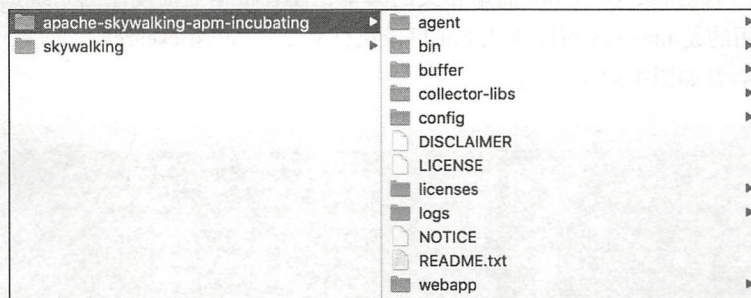 apache-skywalking-apm-incubating
skywalking
agent
bin
buffer
collector-libs
config
DISCLAIMER
LICENSE
licenses
logs
NOTICE
README.txt
webapp